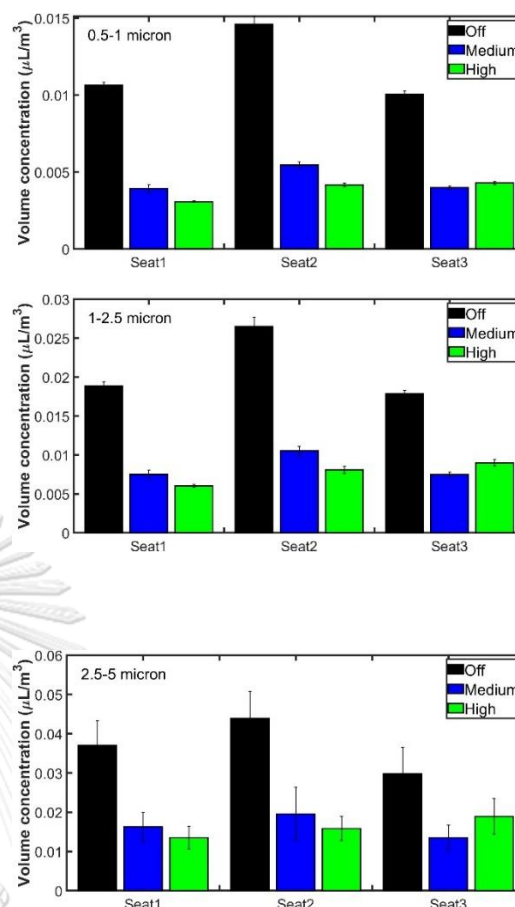 0.5-1 micron
Off
Medium
High
Volume concentration (μL/m³)
0.015
0.01
0.005
0
Seat1 Seat2 Seat3
1-2.5 micron
Off
Medium
High
Volume concentration (μL/m³)
0.03
0.025
0.02
0.015
0.01
0.005
0
Seat1 Seat2 Seat3
2.5-5 micron
Off
Medium
High
Volume concentration (μL/m³)
0.06
0.05
0.04
0.03
0.02
0.01
0
Seat1 Seat2 Seat3